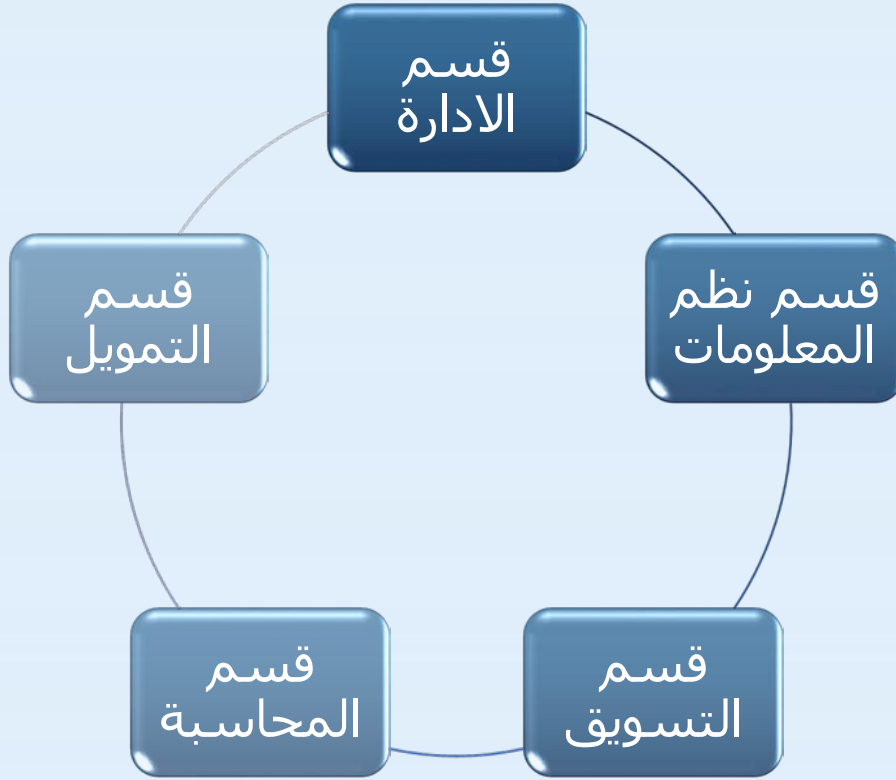 قسم
الادارة
قسم نظم
المعلومات
قسم
التسويق
قسم
المحاسبة
قسم
التمويل